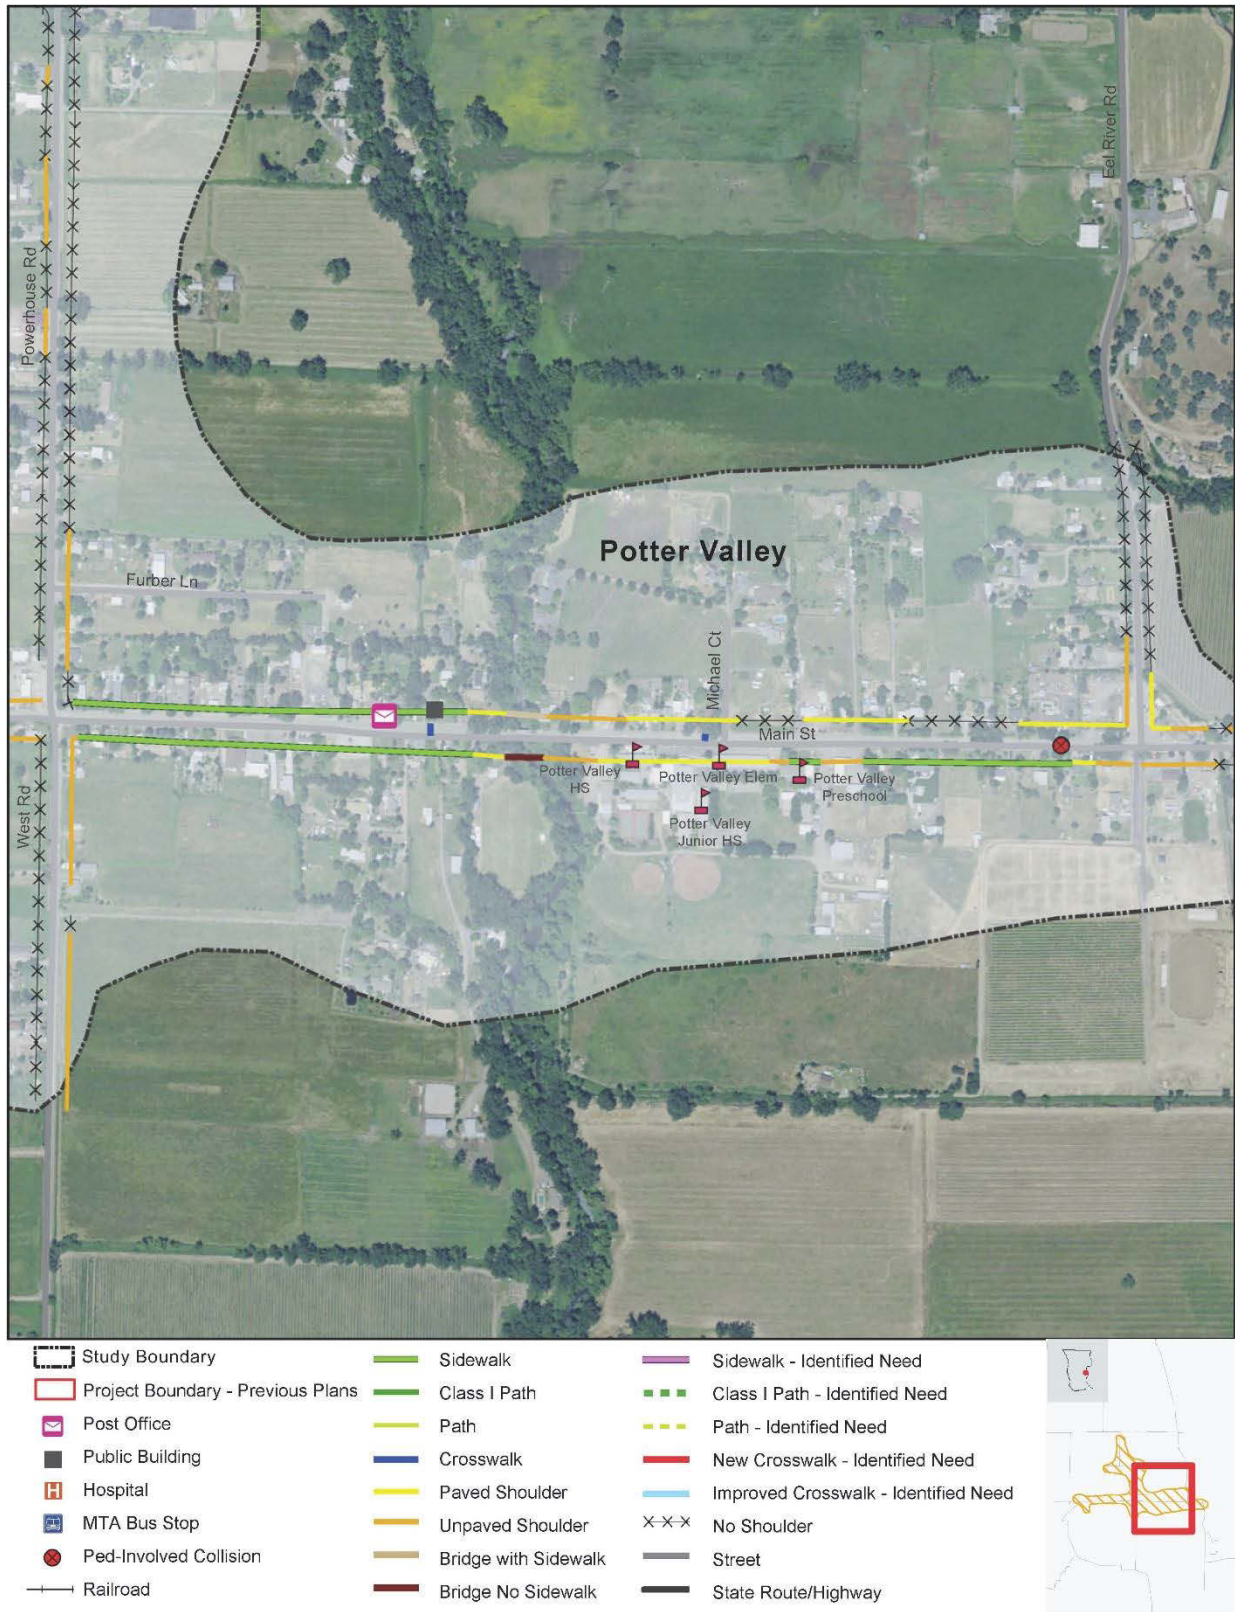 Eel River Rd
Powerhouse Rd
Potter Valley
Furber Ln
Michael Ct
Main St
Potter Valley
HS
Potter Valley Elem
Potter Valley
Preschool
Potter Valley
Junior HS
West Rd
Study Boundary
Project Boundary - Previous Plans
Post Office
Public Building
H Hospital
MTA Bus Stop
Ped-Involved Collision
Railroad
Sidewalk
Class I Path
Path
Crosswalk
Paved Shoulder
Unpaved Shoulder
Bridge with Sidewalk
Bridge No Sidewalk
Sidewalk - Identified Need
Class I Path - Identified Need
Path - Identified Need
New Crosswalk - Identified Need
Improved Crosswalk - Identified Need
No Shoulder
Street
State Route/Highway